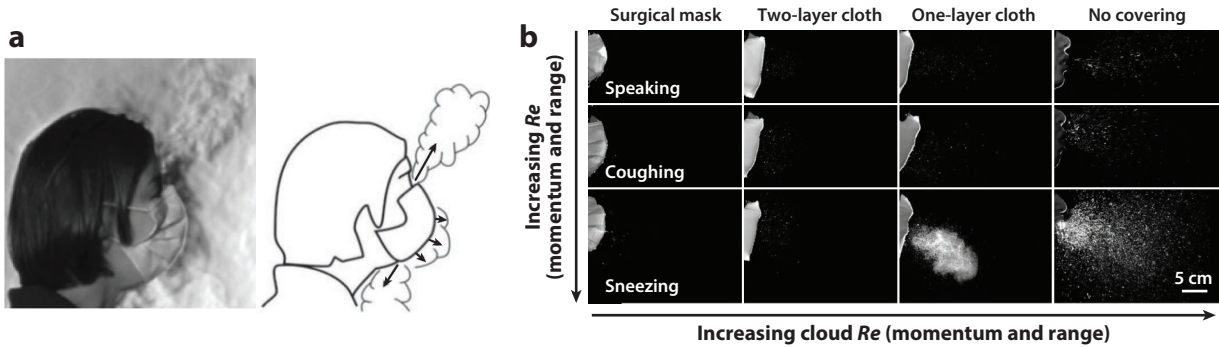 a
b
Surgical mask
Two-layer cloth
One-layer cloth
No covering
Increasing Re
(momentum and range)
Speaking
Coughing
Sneezing
5 cm
Increasing cloud Re (momentum and range)